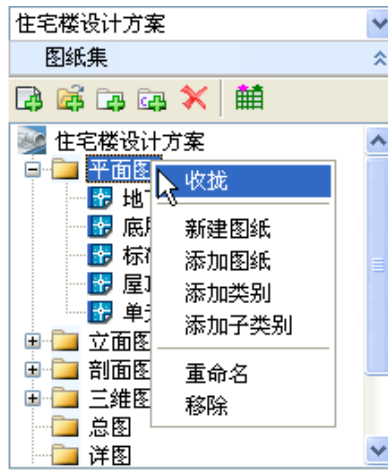 住宅楼设计方案
图纸集
住宅楼设计方案
平面图
收拢
地
新建图纸
底
添加图纸
标
添加类别
屋
添加子类别
单
立面图
剖面图
重命名
三维图
移除
总图
详图